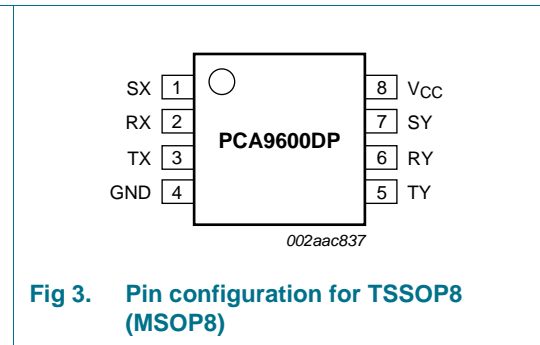 SX 1 8 VCC
RX 2 7 SY
PCA9600DP
TX 3 6 RY
GND 4 5 TY
002aac837
Fig 3. Pin configuration for TSSOP8
(MSOP8)